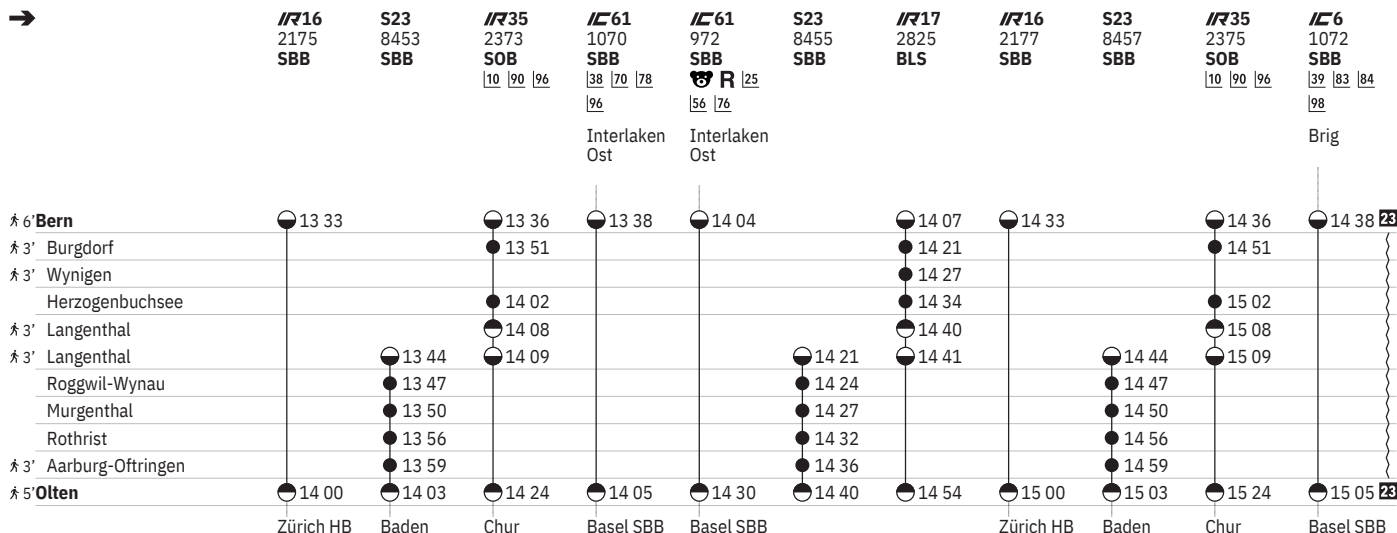 IR16 S23 IR35 IC61 IC61 S23 IR17 IR16 S23 IR35 IC6
2175 8453 2373 1070 972 8455 2825 2177 8457 2375 1072
SBB SBB SOB SBB SBB SBB BLS SBB SBB SOB SBB
10 90 96 38 70 78 R 25 10 90 96 39 83 84
96 56 76 98
Interlaken Interlaken Brig
Ost Ost
6' Bern 13 33 13 36 13 38 14 04 14 07 14 33 14 36 14 38 23
3' Burgdorf 13 51 14 21 14 51
3' Wynigen 14 27
Herzogenbuchsee 14 02 14 34 15 02
3' Langenthal 14 08 14 40 15 08
3' Langenthal 13 44 14 09 14 21 14 41 14 44 15 09
Roggwil-Wynau 13 47 14 24 14 47
Murgenthal 13 50 14 27 14 50
Rothrist 13 56 14 32 14 56
3' Aarburg-Oftringen 13 59 14 36 14 59
5' Olten 14 00 14 03 14 24 14 05 14 30 14 40 14 54 15 00 15 03 15 24 15 05 23
Zürich HB Baden Chur Basel SBB Basel SBB Zürich HB Baden Chur Basel SBB